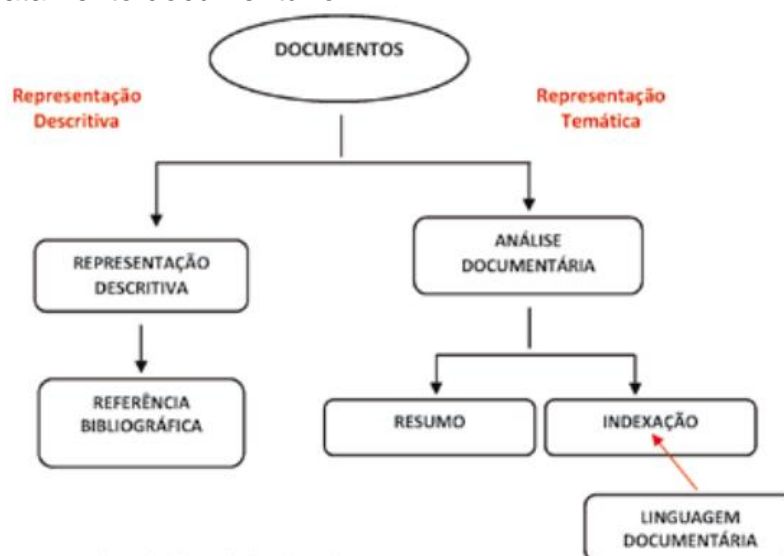 DOCUMENTOS
Representação
Descritiva
Representação
Temática
REPRESENTAÇÃO
DESCRITIVA
ANÁLISE
DOCUMENTÁRIA
REFERÊNCIA
BIBLIOGRÁFICA
RESUMO
INDEXAÇÃO
LINGUAGEM
DOCUMENTÁRIA